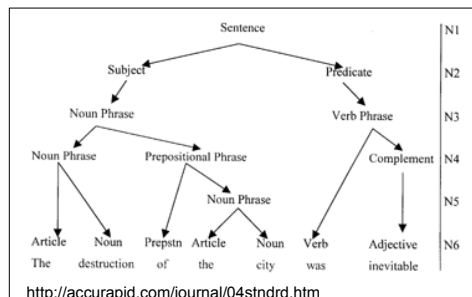 Sentence N1
Subject Predicate N2
Noun Phrase Verb Phrase N3
Noun Phrase Prepositional Phrase Complement N4
Noun Phrase N5
Article Noun Prepstn Article Noun Verb Adjective N6
The destruction of the city was inevitable
http://accurapid.com/journal/04stndrd.htm